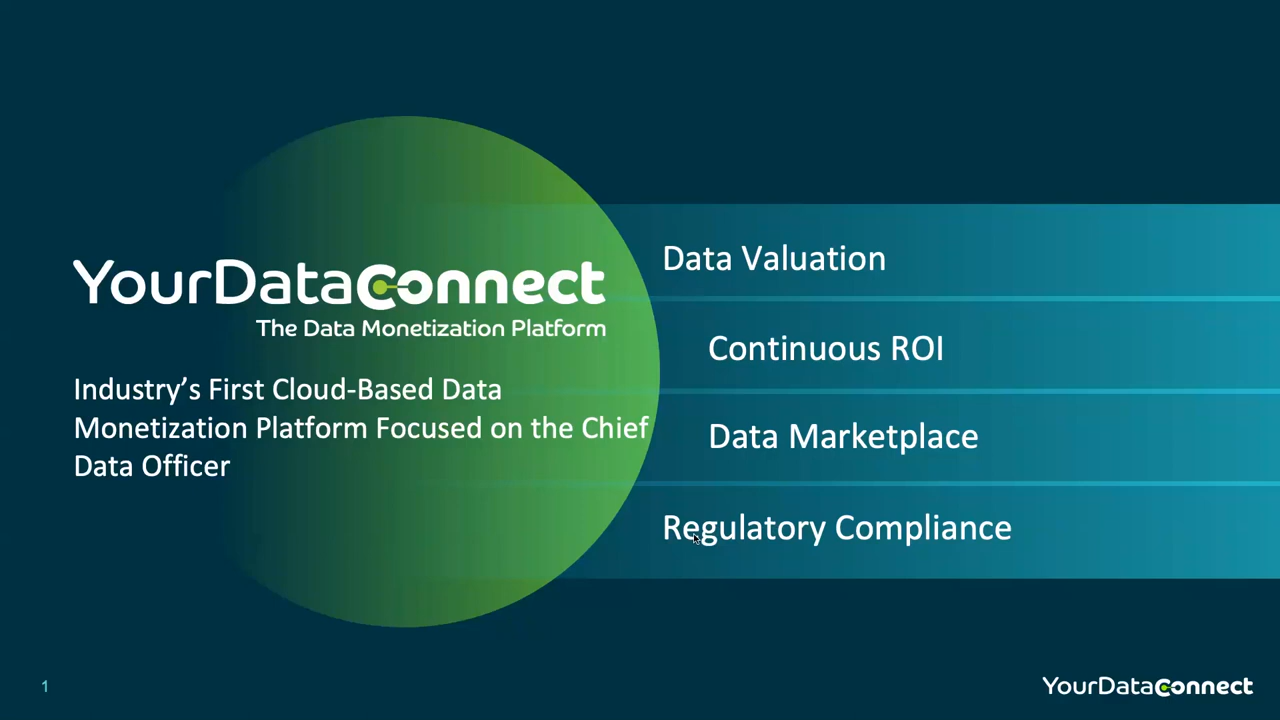 YourDataConnect
The Data Monetization Platform
Industry’s First Cloud-Based Data
Monetization Platform Focused on the Chief
Data Officer
Data Valuation
Continuous ROI
Data Marketplace
Regulatory Compliance
1
YourDataConnect